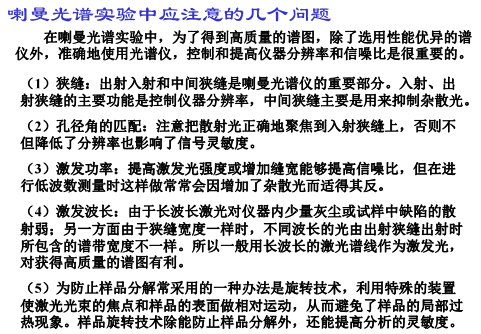 喇曼光谱实验中应注意的几个问题
在喇曼光谱实验中，为了得到高质量的谱图，除了选用性能优异的谱
仪外，准确地使用光谱仪，控制和提高仪器分辨率和信噪比是很重要的。
（1）狭缝：出射入射和中间狭缝是喇曼光谱仪的重要部分。入射、出
射狭缝的主要功能是控制仪器分辨率，中间狭缝主要是用来抑制杂散光。
（2）孔径角的匹配：注意把散射光正确地聚焦到入射狭缝上，否则不
但降低了分辨率也影响了信号灵敏度。
（3）激发功率：提高激发光强度或增加缝宽能够提高信噪比，但在进
行低波数测量时这样做常常会因增加了杂散光而适得其反。
（4）激发波长：由于长波长激光对仪器内少量灰尘或试样中缺陷的散
射弱；另一方面由于狭缝宽度一样时，不同波长的光由出射狭缝出射时
所包含的谱带宽度不一样。所以一般用长波长的激光谱线作为激发光，
对获得高质量的谱图有利。
（5）为防止样品分解常采用的一种办法是旋转技术，利用特殊的装置
使激光光束的焦点和样品的表面做相对运动，从而避免了样品的局部过
热现象。样品旋转技术除能防止样品分解外，还能提高分析的灵敏度。